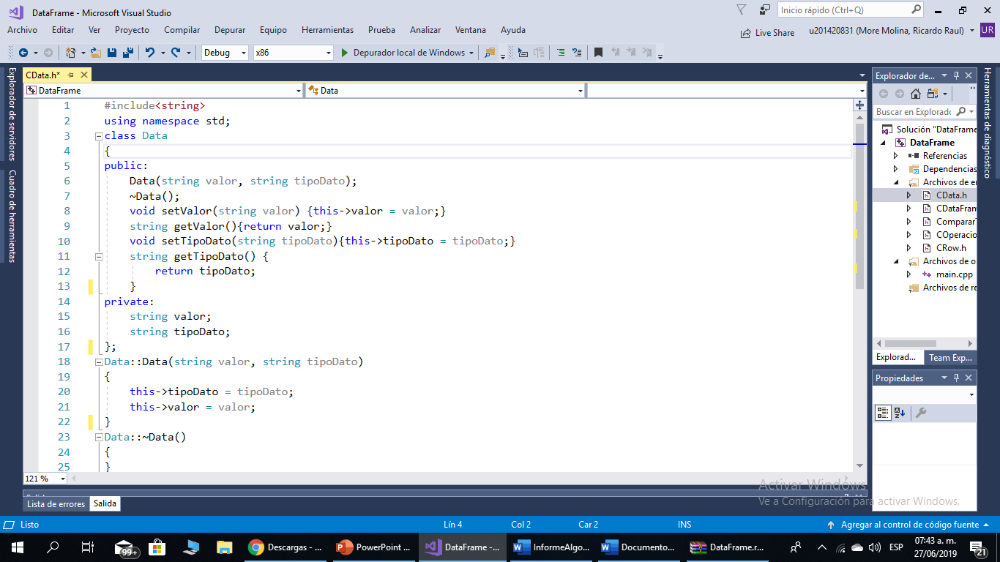 DataFrame - Microsoft Visual Studio
Inicio rápido (Ctrl+Q)
Archivo Editar Ver Proyecto Compilar Depurar Equipo Herramientas Prueba Analizar Ventana Ayuda
Live Share
u201420831 (More Molina, Ricardo Raul)
UR
Debug
x86
Depurador local de Windows
Explorador de servidores
Cuadro de herramientas
CData.h*
DataFrame
Data
1 #include<string>
2 using namespace std;
3 class Data
4 {
5 public:
6 Data(string valor, string tipoDato);
7 ~Data();
8 void setValor(string valor) {this->valor = valor;}
9 string getValor(){return valor;}
10 void setTipoDato(string tipoDato){this->tipoDato = tipoDato;}
11 string getTipoDato() {
12 return tipoDato;
13 }
14 private:
15 string valor;
16 string tipoDato;
17 };
18 Data::Data(string valor, string tipoDato)
19 {
20 this->tipoDato = tipoDato;
21 this->valor = valor;
22 }
23 Data::~Data()
24 {
25 }
121 %
Explorador de...
Buscar en Explorado
Solución "DataFrame
DataFrame
Referencias
Dependencias
Archivos de e
CData.h
CDataFram
Comparar
COperacio
CRow.h
Archivos de o
main.cpp
Archivos de re
Explorad...
Team Exp...
Propiedades
Herramientas de diagnóstico
Activar Windows
Ve a Configuración para activar Windows.
Lista de errores
Salida
Listo
Lín 4
Col 2
Car 2
INS
Agregar al control de código fuente
99+
Descargas - ...
PowerPoint ...
DataFrame -...
InformeAlgo...
Documento...
DataFrame.r...
ESP
07:43 a. m.
27/06/2019
21